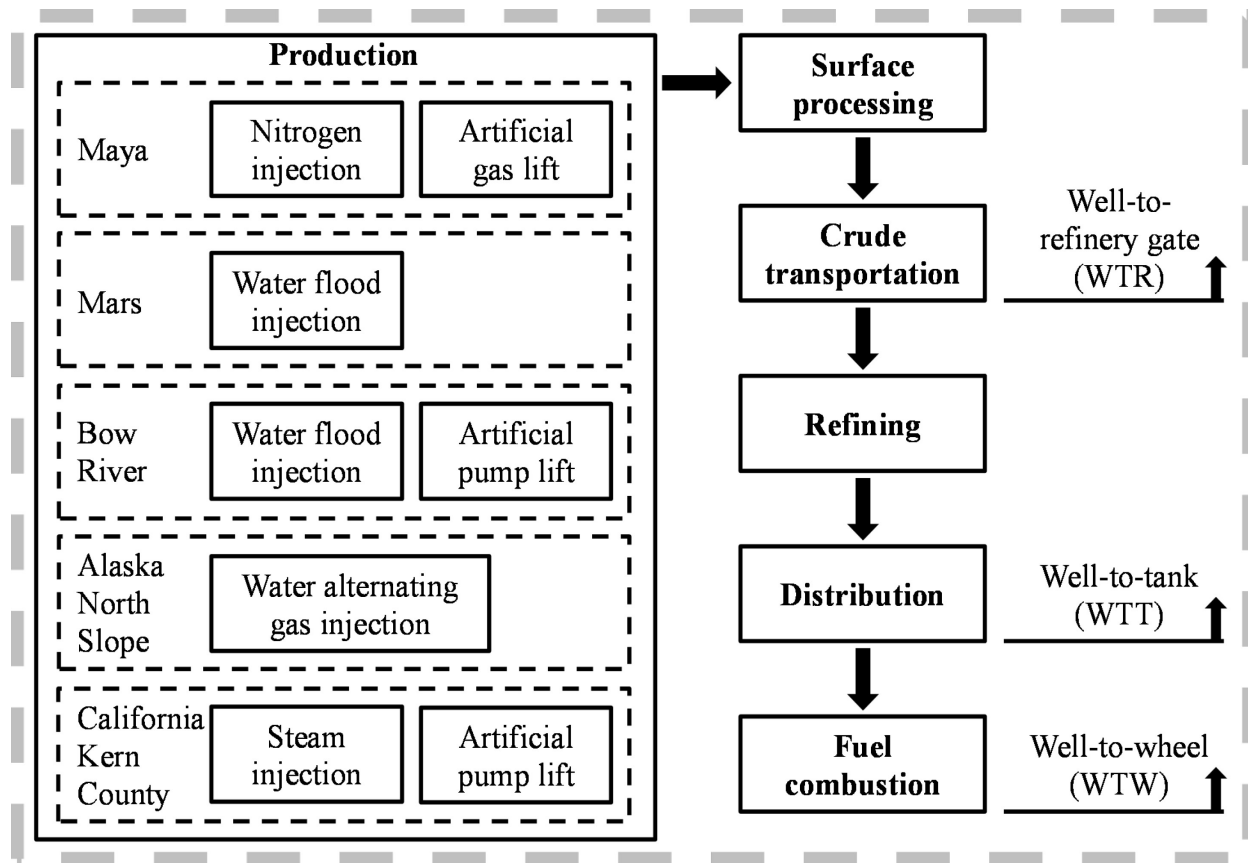 Production
Maya
Nitrogen
injection
Artificial
gas lift
Mars
Water flood
injection
Bow
River
Water flood
injection
Artificial
pump lift
Alaska
North
Slope
Water alternating
gas injection
California
Kern
County
Steam
injection
Artificial
pump lift
Surface
processing
Crude
transportation
Well-to-
refinery gate
(WTR)
Refining
Distribution
Well-to-tank
(WTT)
Fuel
combustion
Well-to-wheel
(WTW)